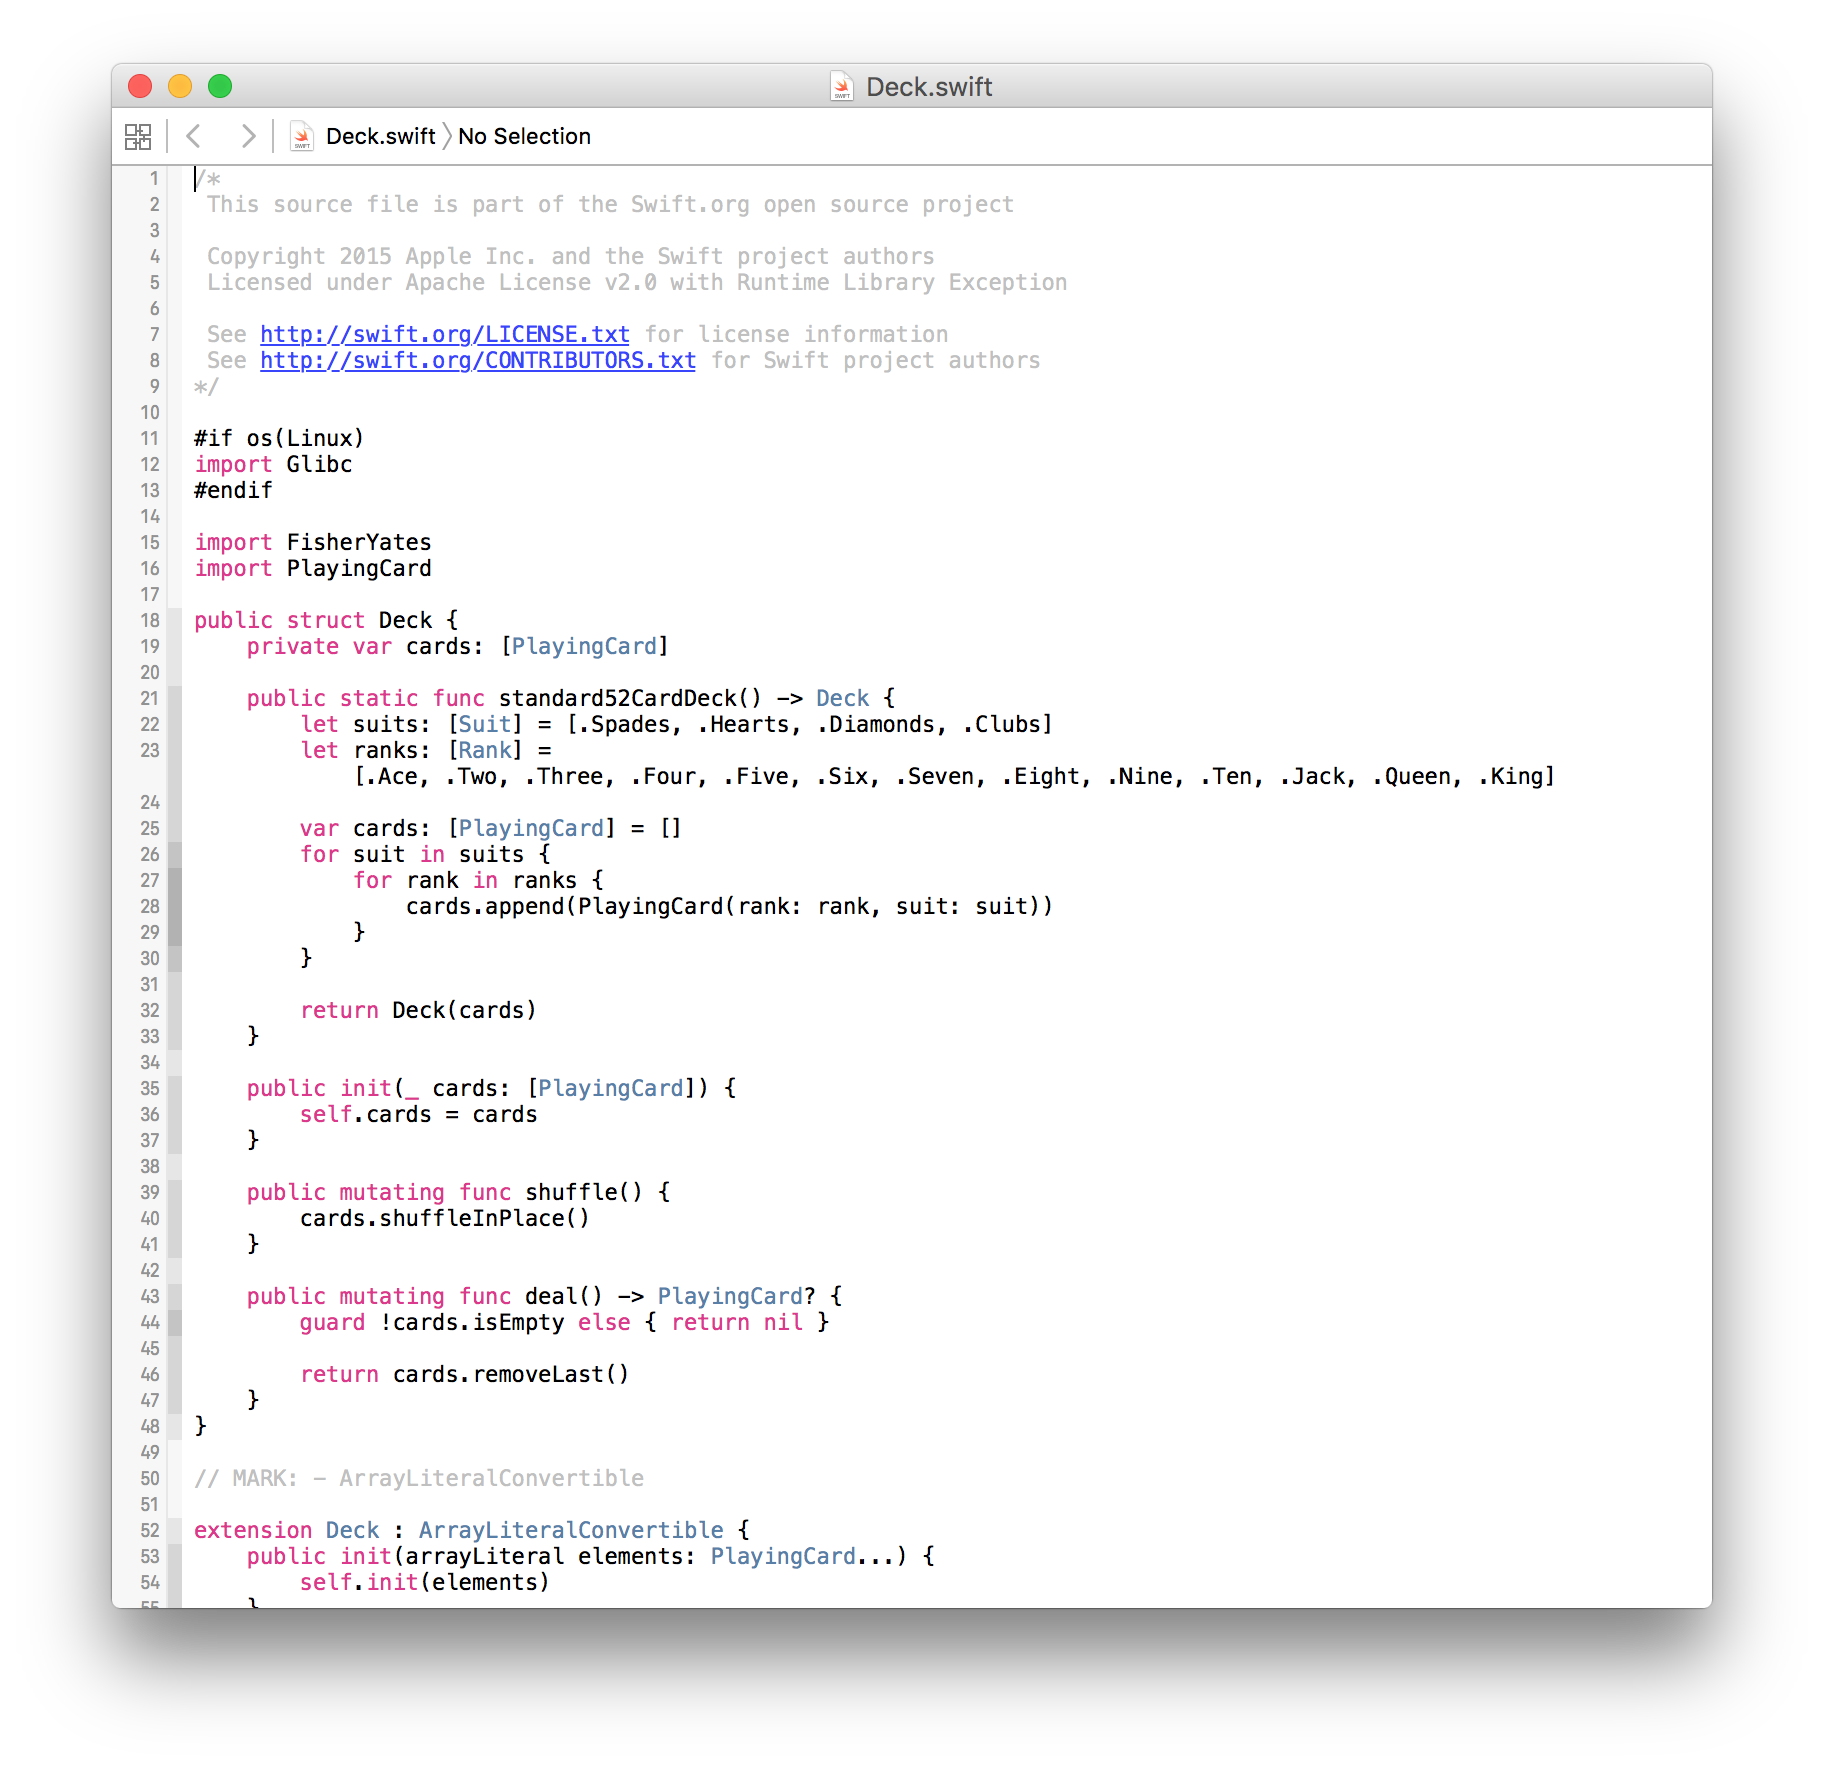 Deck.swift
Deck.swift 〉 No Selection
1 /*
2 This source file is part of the Swift.org open source project
3
4 Copyright 2015 Apple Inc. and the Swift project authors
5 Licensed under Apache License v2.0 with Runtime Library Exception
6
7 See http://swift.org/LICENSE.txt for license information
8 See http://swift.org/CONTRIBUTORS.txt for Swift project authors
9 */
10
11 #if os(Linux)
12 import Glibc
13 #endif
14
15 import FisherYates
16 import PlayingCard
17
18 public struct Deck {
19     private var cards: [PlayingCard]
20
21     public static func standard52CardDeck() -> Deck {
22         let suits: [Suit] = [.Spades, .Hearts, .Diamonds, .Clubs]
23         let ranks: [Rank] =
            [.Ace, .Two, .Three, .Four, .Five, .Six, .Seven, .Eight, .Nine, .Ten, .Jack, .Queen, .King]
24
25         var cards: [PlayingCard] = []
26         for suit in suits {
27             for rank in ranks {
28                 cards.append(PlayingCard(rank: rank, suit: suit))
29             }
30         }
31
32         return Deck(cards)
33     }
34
35     public init(_ cards: [PlayingCard]) {
36         self.cards = cards
37     }
38
39     public mutating func shuffle() {
40         cards.shuffleInPlace()
41     }
42
43     public mutating func deal() -> PlayingCard? {
44         guard !cards.isEmpty else { return nil }
45
46         return cards.removeLast()
47     }
48 }
49
50 // MARK: - ArrayLiteralConvertible
51
52 extension Deck : ArrayLiteralConvertible {
53     public init(arrayLiteral elements: PlayingCard...) {
54         self.init(elements)
55     }